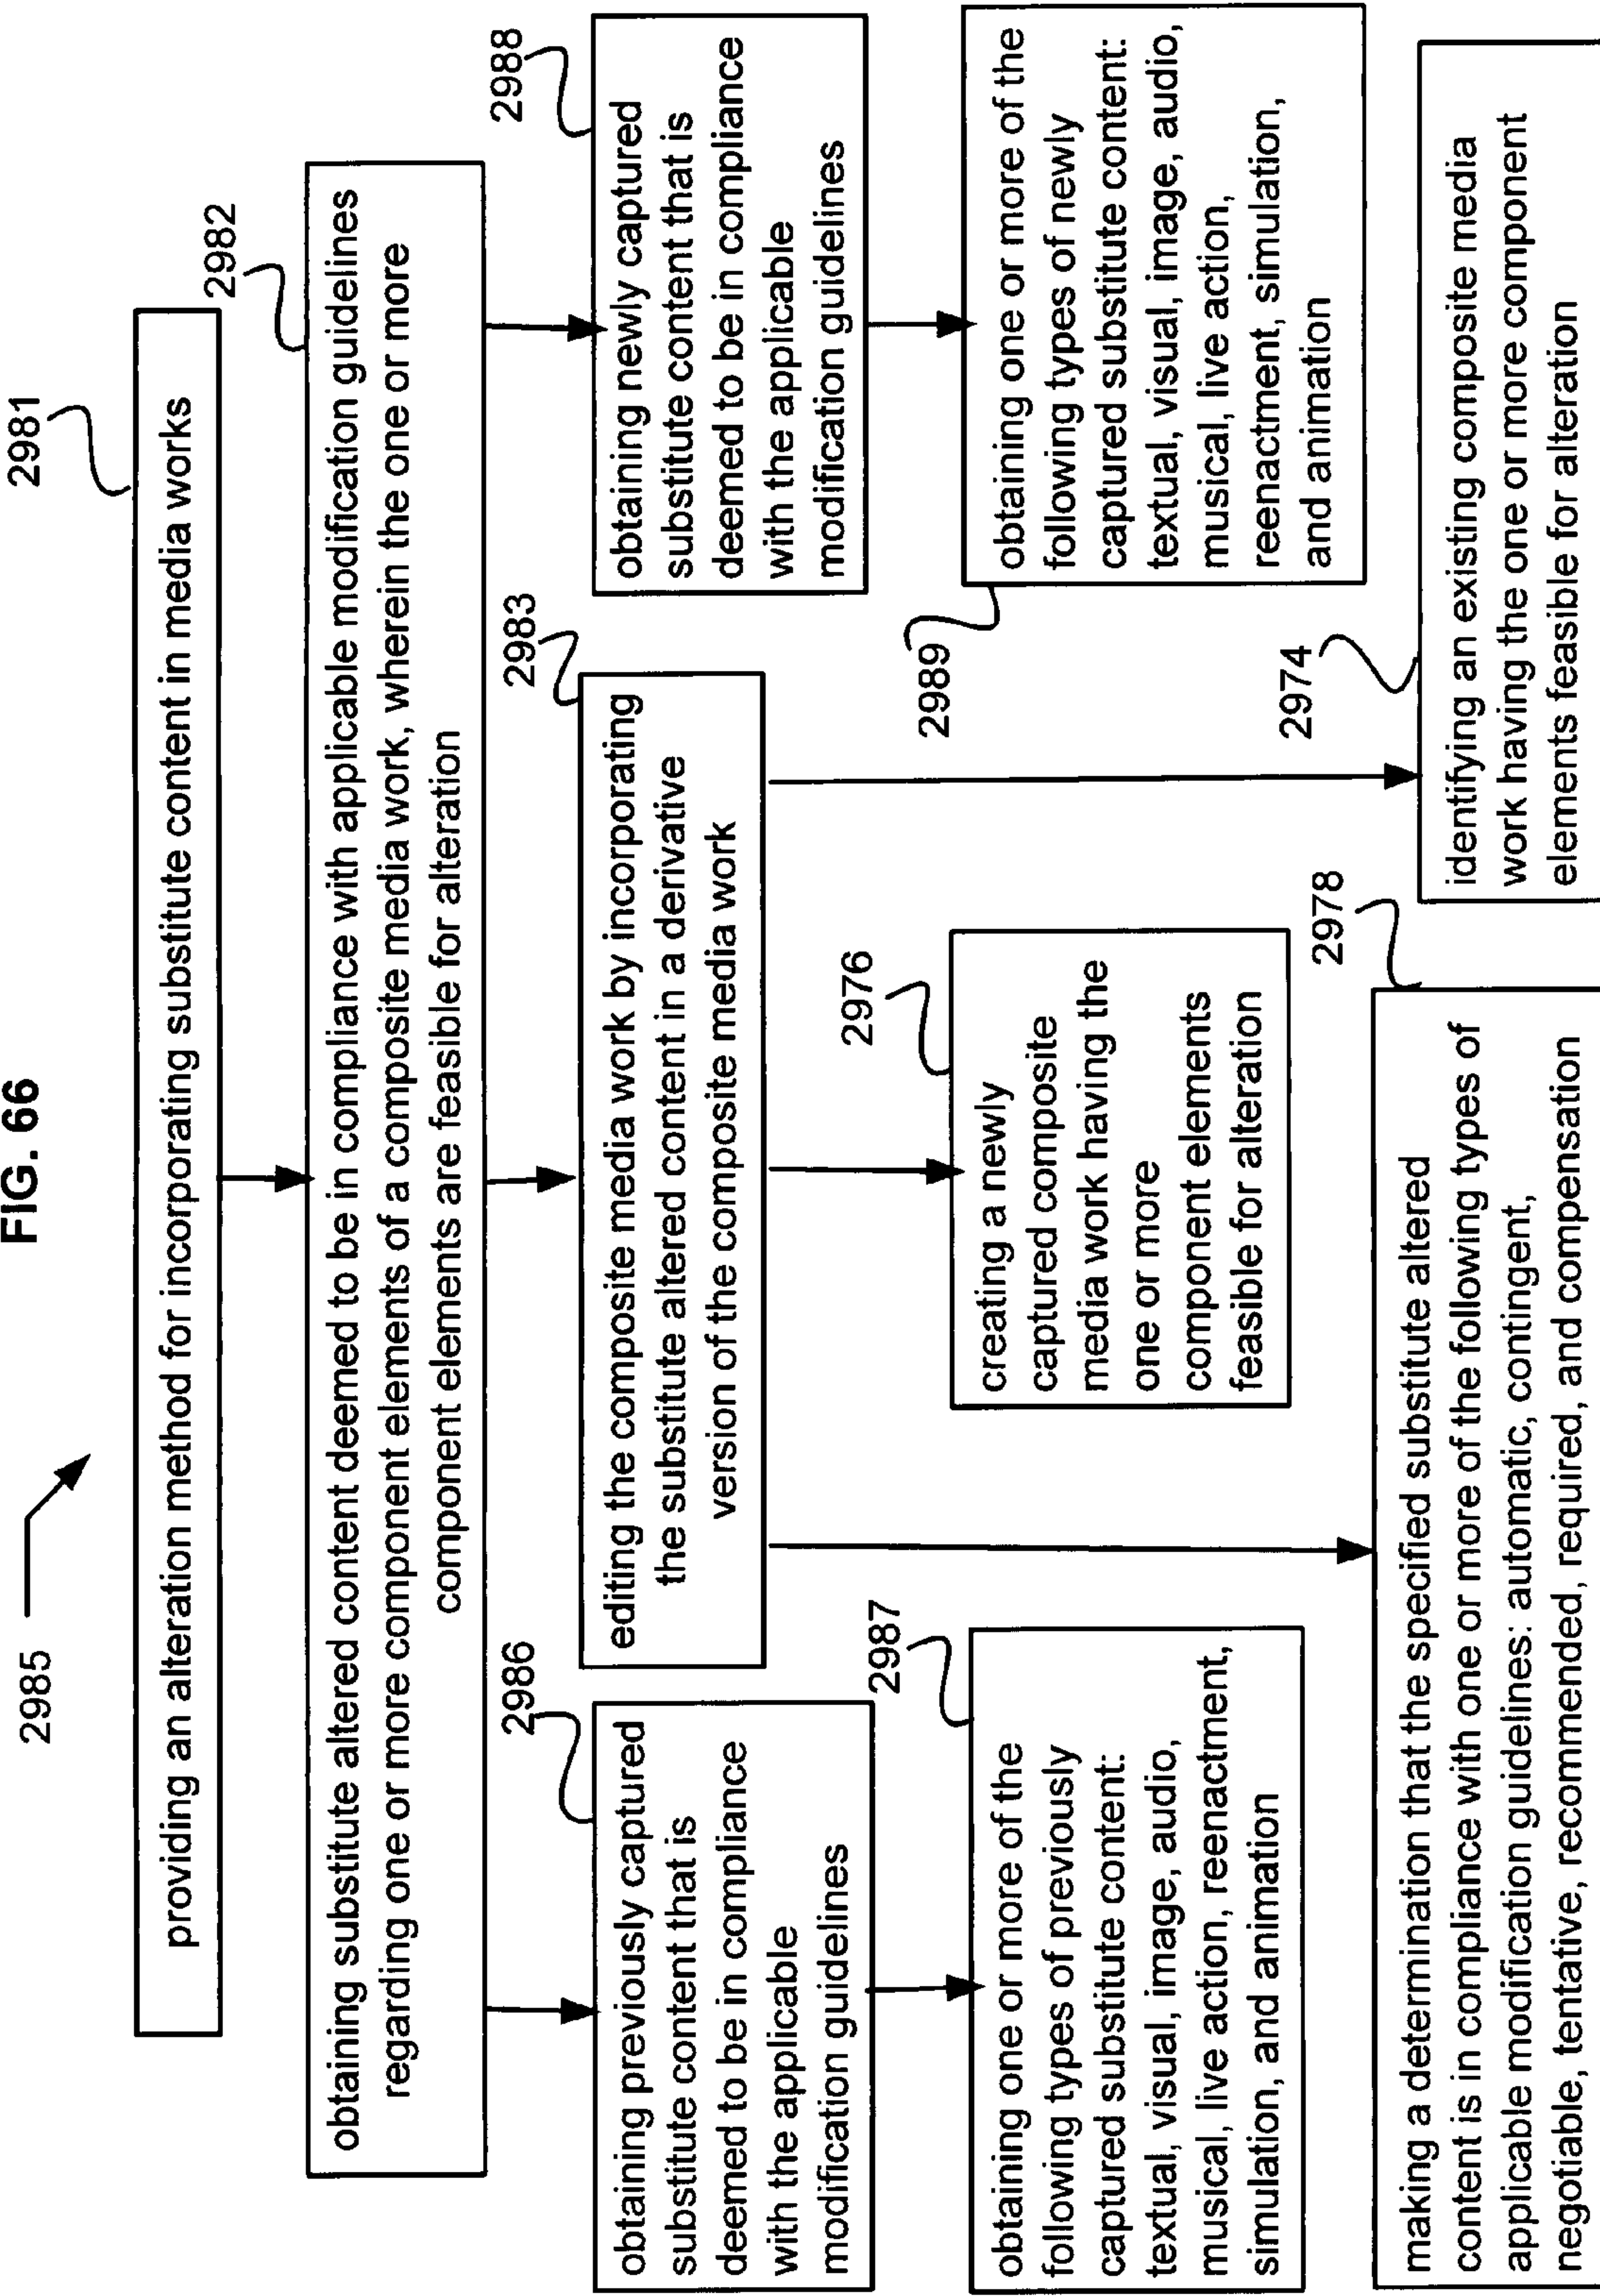 FIG. 66
2985
2981
providing an alteration method for incorporating substitute content in media works
2982
obtaining substitute altered content deemed to be in compliance with applicable modification guidelines
regarding one or more component elements of a composite media work, wherein the one or more
component elements are feasible for alteration
2986
obtaining previously captured
substitute content that is
deemed to be in compliance
with the applicable
modification guidelines
2983
editing the composite media work by incorporating
the substitute altered content in a derivative
version of the composite media work
2988
obtaining newly captured
substitute content that is
deemed to be in compliance
with the applicable
modification guidelines
2987
obtaining one or more of the
following types of previously
captured substitute content:
textual, visual, image, audio,
musical, live action, reenactment,
simulation, and animation
2976
creating a newly
captured composite
media work having the
one or more
component elements
feasible for alteration
2989
obtaining one or more of the
following types of newly
captured substitute content:
textual, visual, image, audio,
musical, live action,
reenactment, simulation,
and animation
2978
making a determination that the specified substitute altered
content is in compliance with one or more of the following types of
applicable modification guidelines: automatic, contingent,
negotiable, tentative, recommended, required, and compensation
2974
identifying an existing composite media
work having the one or more component
elements feasible for alteration